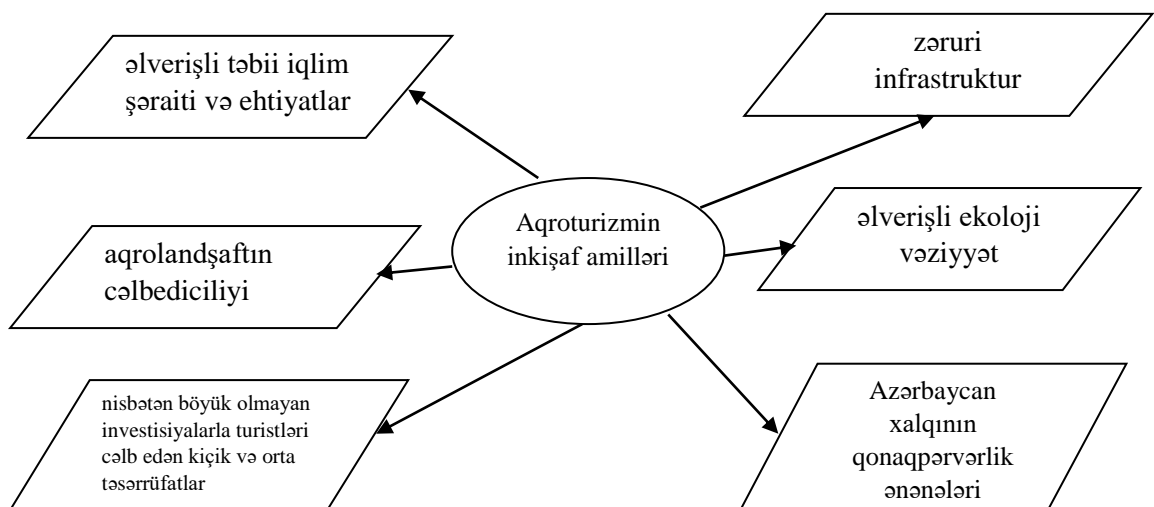 əlverişli təbii iqlim
şəraiti və ehtiyatlar
zəruri
infrastruktur
Aqroturizmin
inkişaf amilləri
aqrolandşaftın
cəlbediciliyi
əlverişli ekoloji
vəziyyət
nisbətən böyük olmayan
investisiyalarla turistləri
cəlb edən kiçik və orta
təsərrüfatlar
Azərbaycan
xalqının
qonaqpərvərlik
ənənələri